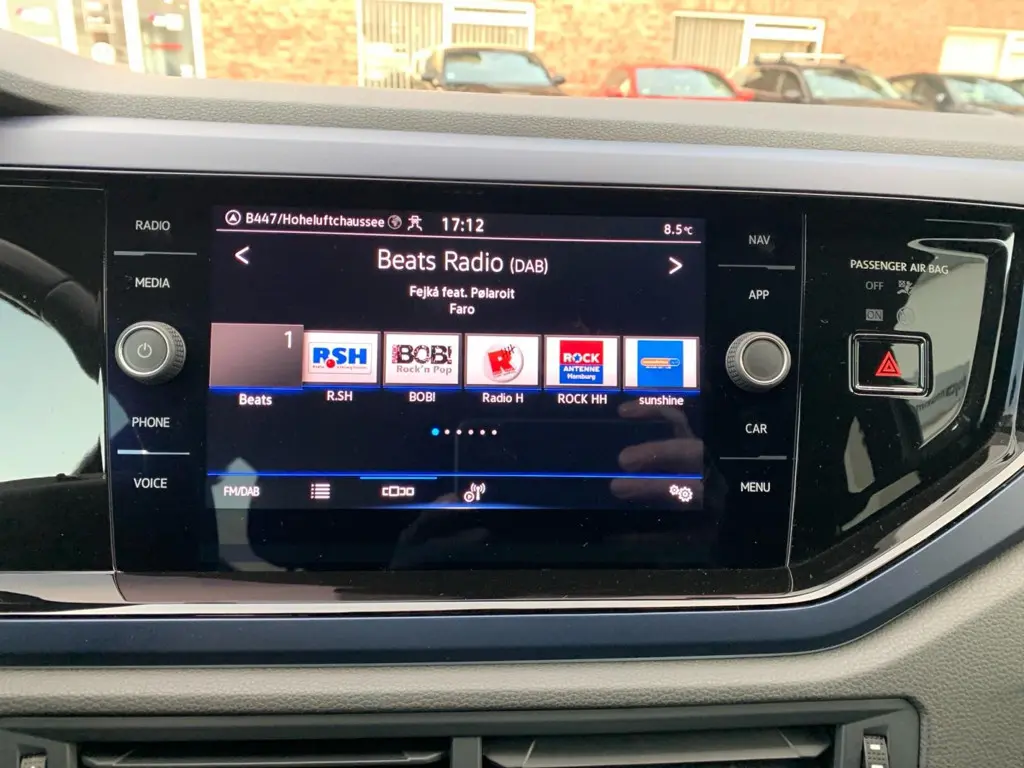 B447/Hoheluftchaussee 17:12 8.5°C
Beats Radio (DAB)
Fejká feat. Pølaroit
Faro
1
RSH
RADIO BOB!
Rock'n Pop
R
ROCK
ANTENNE
Hamburg
Beats R.SH BOB! Radio H ROCK HH sunshine
FM/DAB
RADIO
MEDIA
PHONE
VOICE
NAV
APP
CAR
MENU
PASSENGER AIR BAG
OFF
ON